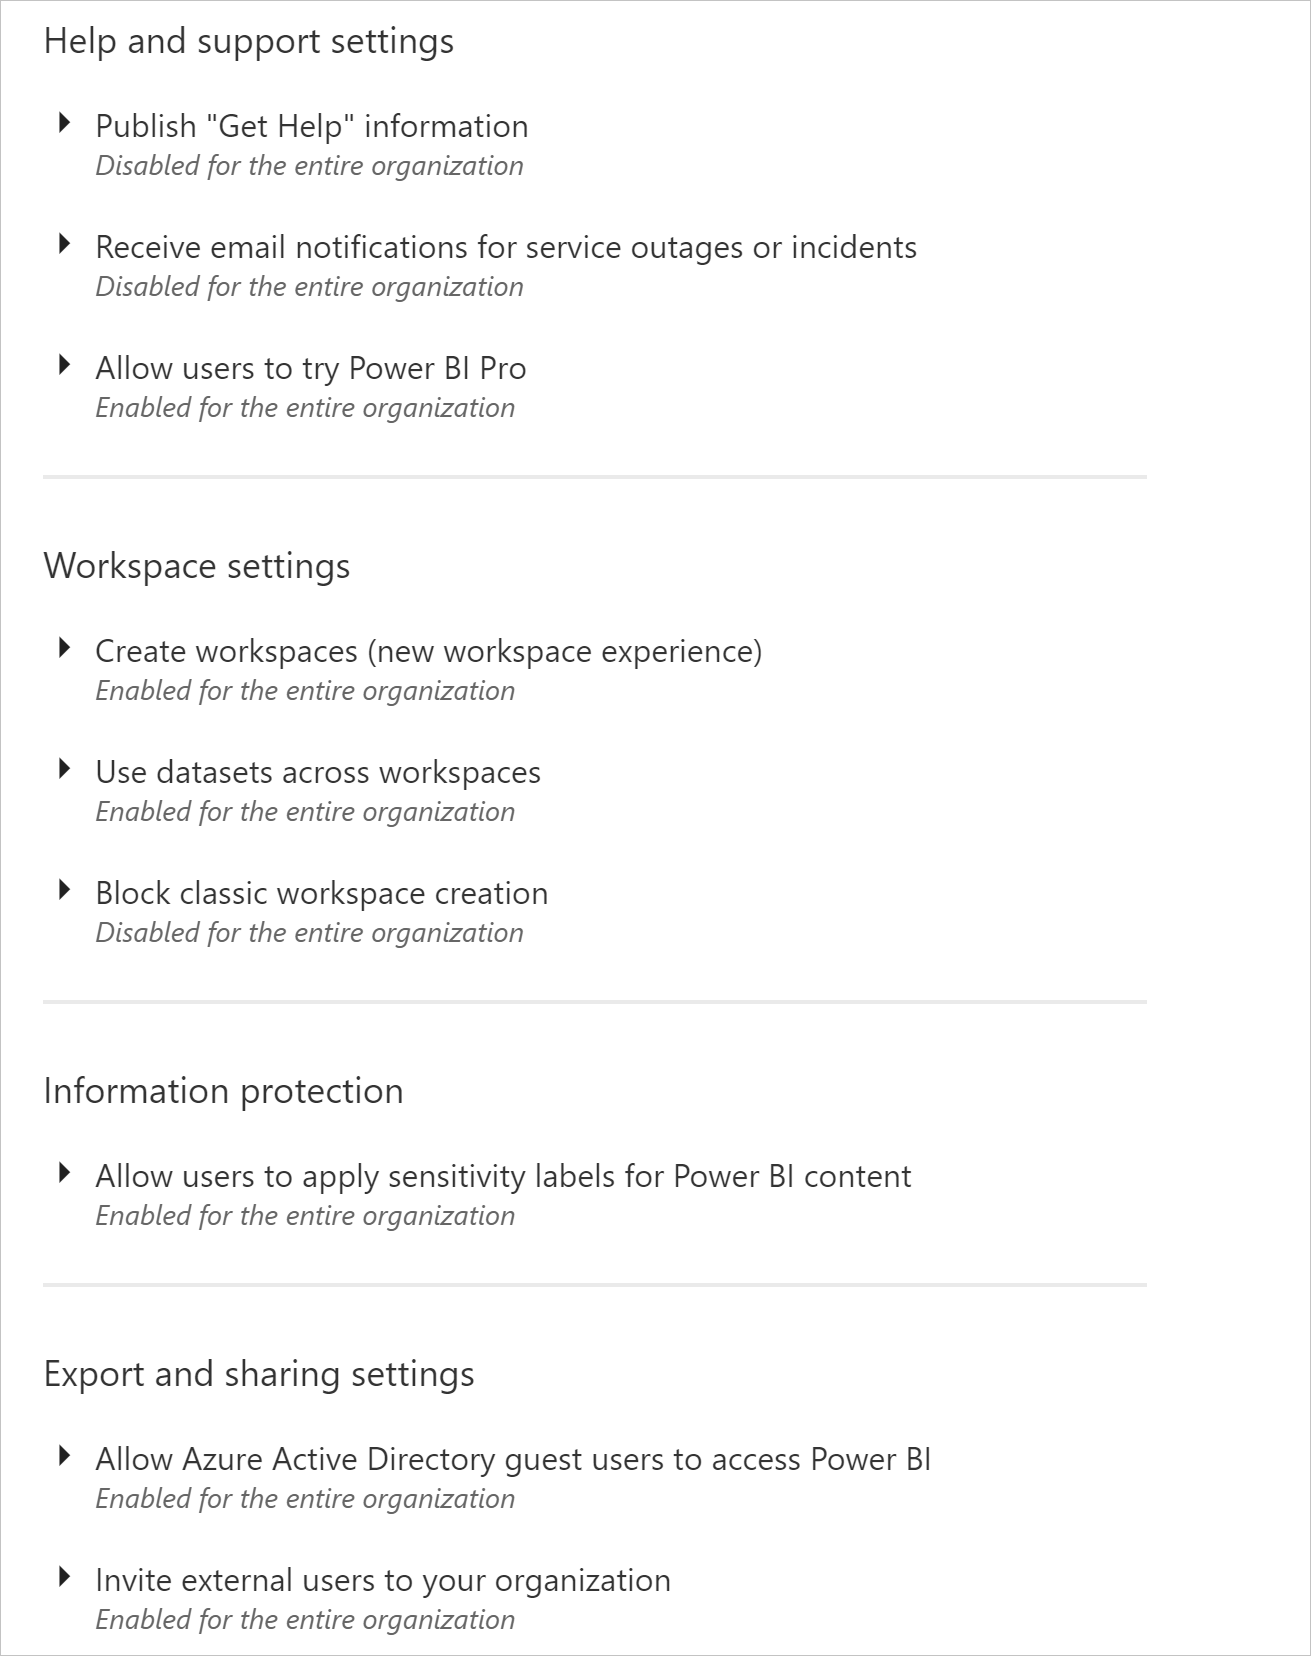 Help and support settings
Publish "Get Help" information
Disabled for the entire organization
Receive email notifications for service outages or incidents
Disabled for the entire organization
Allow users to try Power BI Pro
Enabled for the entire organization
Workspace settings
Create workspaces (new workspace experience)
Enabled for the entire organization
Use datasets across workspaces
Enabled for the entire organization
Block classic workspace creation
Disabled for the entire organization
Information protection
Allow users to apply sensitivity labels for Power BI content
Enabled for the entire organization
Export and sharing settings
Allow Azure Active Directory guest users to access Power BI
Enabled for the entire organization
Invite external users to your organization
Enabled for the entire organization